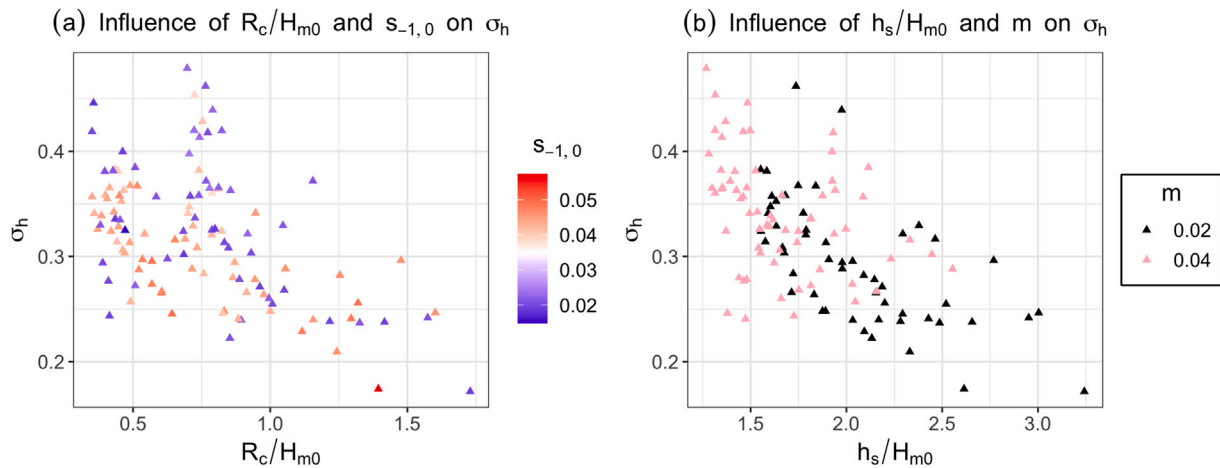 (a) Influence of R_c/H_m0 and s_−1, 0 on σ_h
0.4
0.3
0.2
σ_h
0.5
1.0
1.5
R_c/H_m0
s_−1, 0
0.05
0.04
0.03
0.02
(b) Influence of h_s/H_m0 and m on σ_h
0.4
0.3
0.2
σ_h
1.5
2.0
2.5
3.0
h_s/H_m0
m
0.02
0.04